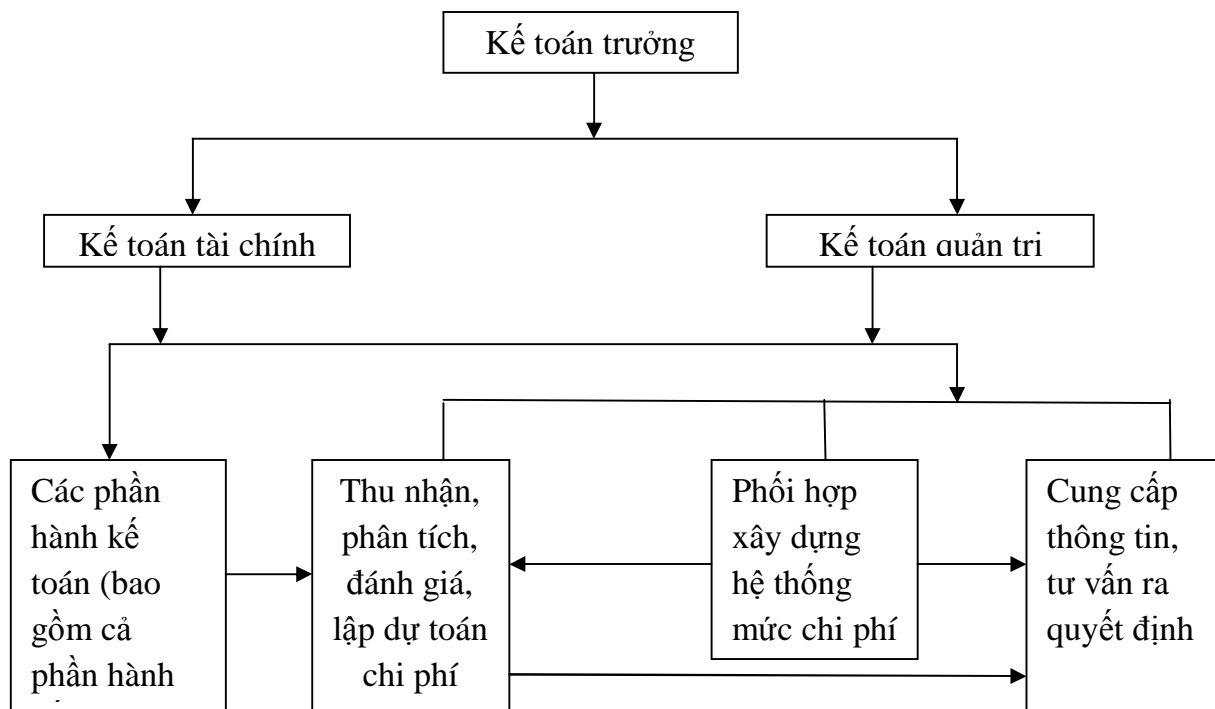 Kế toán trưởng
Kế toán tài chính
Kế toán quản trị
Các phần
hành kế
toán (bao
gồm cả
phần hành
Thu nhận,
phân tích,
đánh giá,
lập dự toán
chi phí
Phối hợp
xây dựng
hệ thống
mức chi phí
Cung cấp
thông tin,
tư vấn ra
quyết định